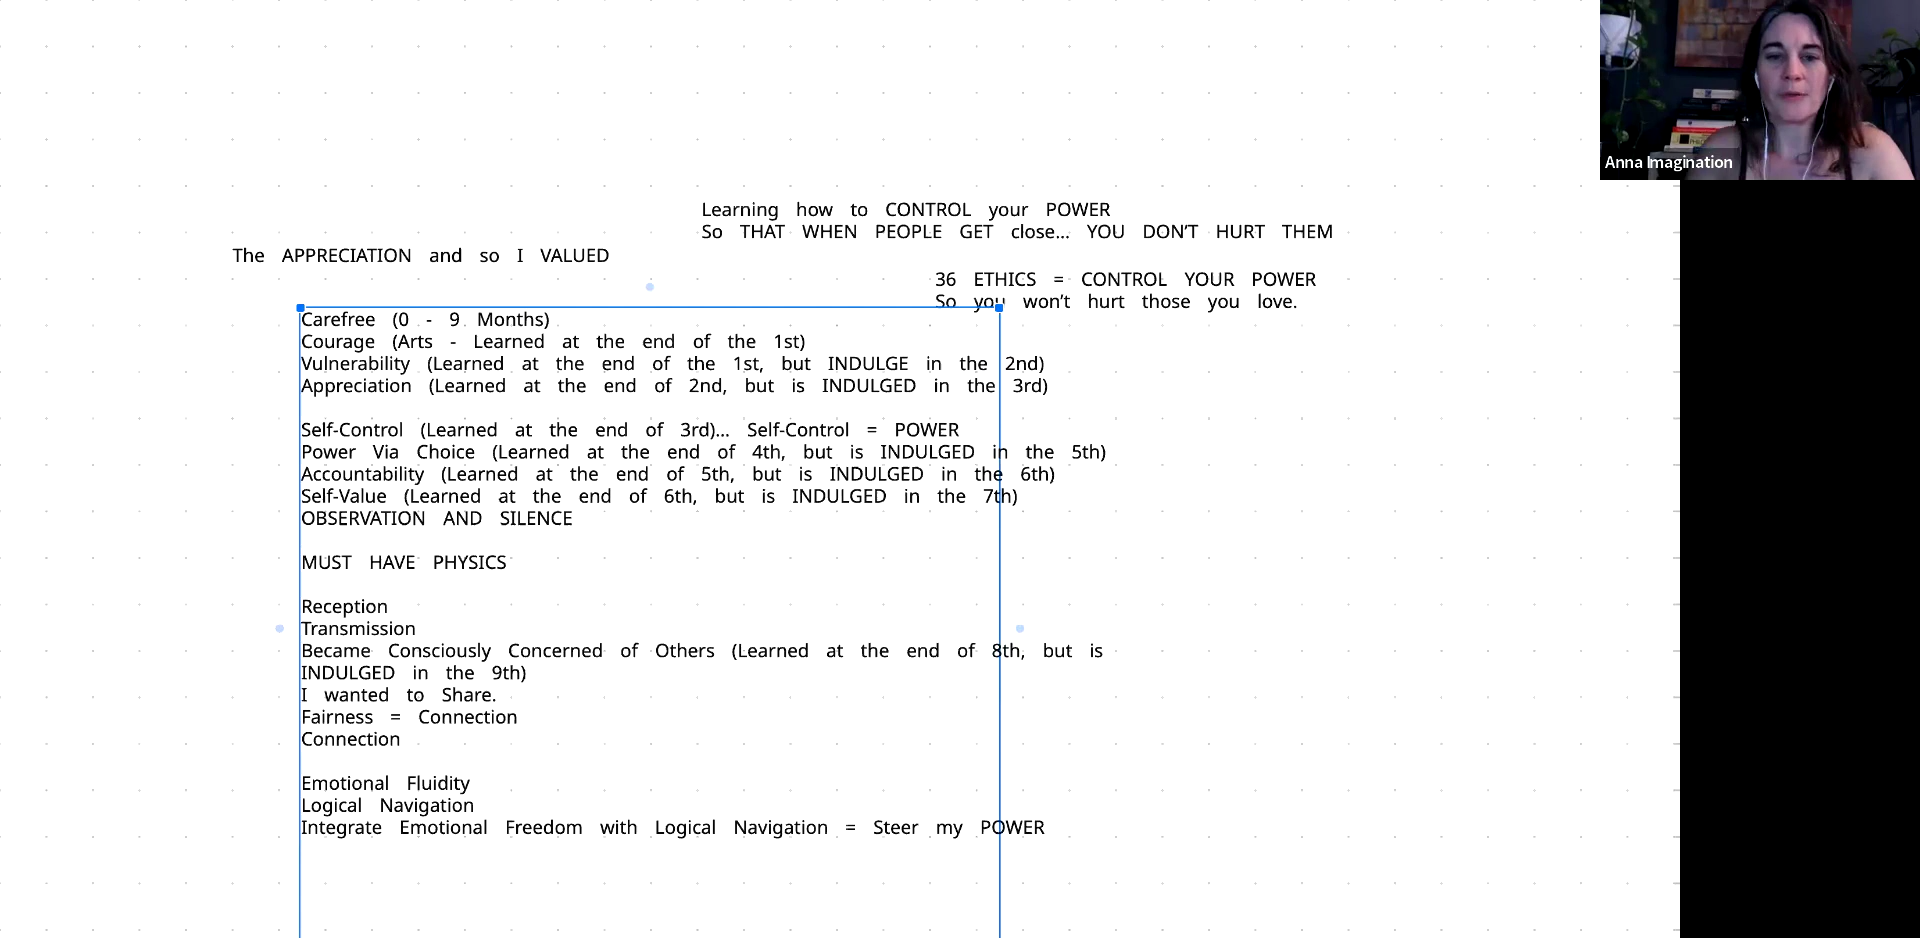 Anna Imagination
Learning how to CONTROL your POWER
So THAT WHEN PEOPLE GET close... YOU DON'T HURT THEM
The APPRECIATION and so I VALUED
36 ETHICS = CONTROL YOUR POWER
So you won't hurt those you love.
Carefree (0 - 9 Months)
Courage (Arts - Learned at the end of the 1st)
Vulnerability (Learned at the end of the 1st, but INDULGE in the 2nd)
Appreciation (Learned at the end of 2nd, but is INDULGED in the 3rd)
Self-Control (Learned at the end of 3rd)... Self-Control = POWER
Power Via Choice (Learned at the end of 4th, but is INDULGED in the 5th)
Accountability (Learned at the end of 5th, but is INDULGED in the 6th)
Self-Value (Learned at the end of 6th, but is INDULGED in the 7th)
OBSERVATION AND SILENCE
MUST HAVE PHYSICS
Reception
Transmission
Became Consciously Concerned of Others (Learned at the end of 8th, but is
INDULGED in the 9th)
I wanted to Share.
Fairness = Connection
Connection
Emotional Fluidity
Logical Navigation
Integrate Emotional Freedom with Logical Navigation = Steer my POWER